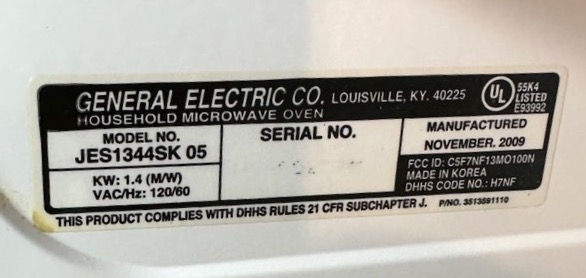 GENERAL ELECTRIC CO. LOUISVILLE, KY. 40225
HOUSEHOLD MICROWAVE OVEN
UL 55K4
LISTED
E93992
MODEL NO.
JES1344SK 05
KW: 1.4 (M/W)
VAC/Hz: 120/60
SERIAL NO.
MANUFACTURED
NOVEMBER. 2009
FCC ID: C5F7NF13MO100N
MADE IN KOREA
DHHS CODE NO.: H7NF
THIS PRODUCT COMPLIES WITH DHHS RULES 21 CFR SUBCHAPTER J. P/NO. 3513591110